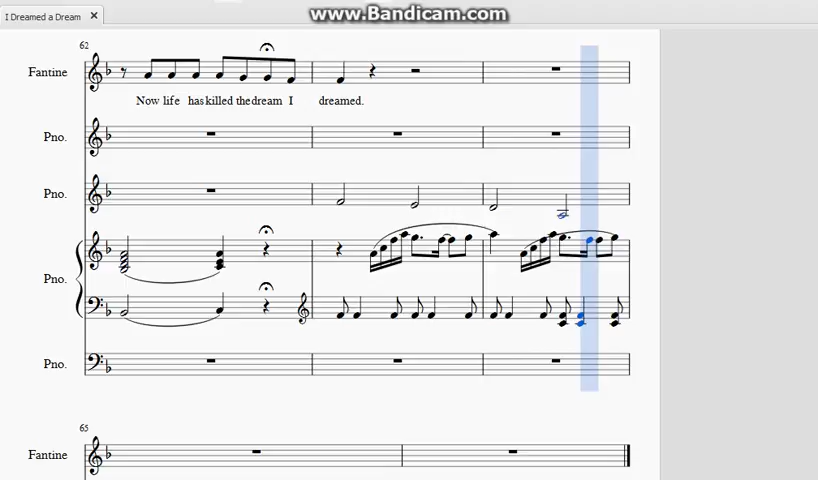 www.Bandicam.com
I Dreamed a Dream
62
Fantine
Now life has killed the dream I dreamed.
Pno.
Pno.
Pno.
Pno.
65
Fantine